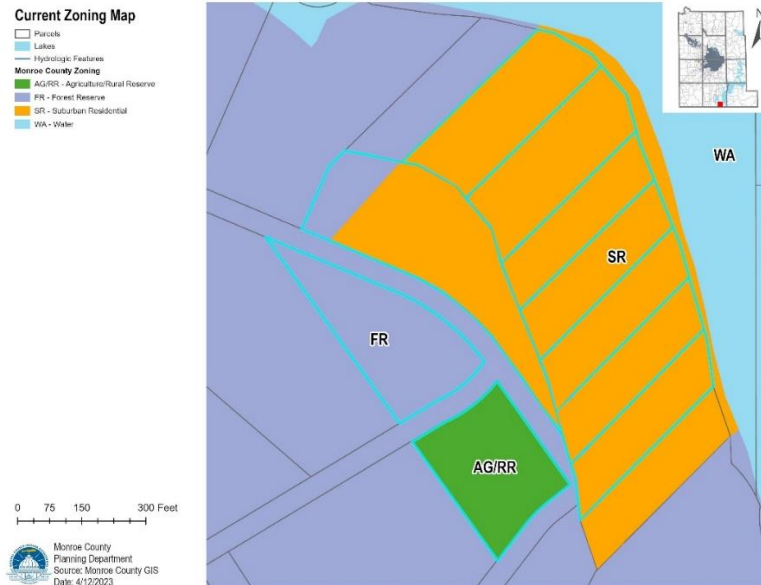 Current Zoning Map
Parcels
Lakes
Hydrologic Features
Monroe County Zoning
AG/RR - Agriculture/Rural Reserve
FR - Forest Reserve
SR - Suburban Residential
WA - Water
N
WA
SR
FR
AG/RR
0 75 150 300 Feet
Monroe County
Planning Department
Source: Monroe County GIS
Date: 4/12/2023